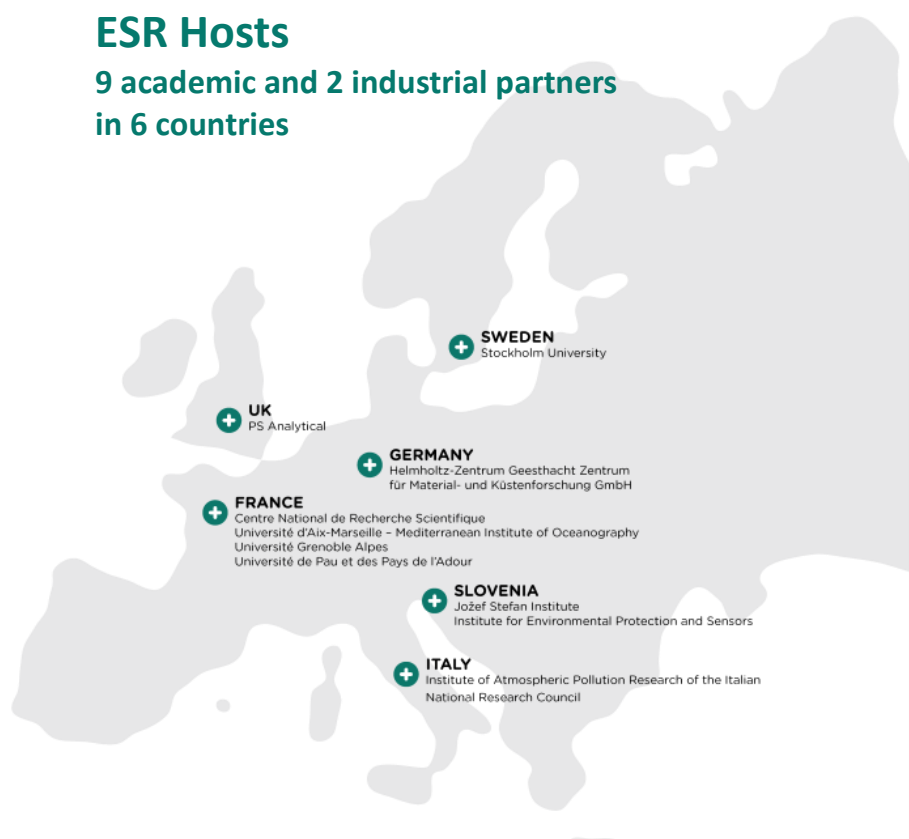 ESR Hosts
9 academic and 2 industrial partners
in 6 countries
SWEDEN
Stockholm University
UK
PS Analytical
GERMANY
Helmholtz-Zentrum Geesthacht Zentrum
für Material- und Küstenforschung GmbH
FRANCE
Centre National de Recherche Scientifique
Université d'Aix-Marseille – Mediterranean Institute of Oceanography
Université Grenoble Alpes
Université de Pau et des Pays de l'Adour
SLOVENIA
Jožef Stefan Institute
Institute for Environmental Protection and Sensors
ITALY
Institute of Atmospheric Pollution Research of the Italian
National Research Council